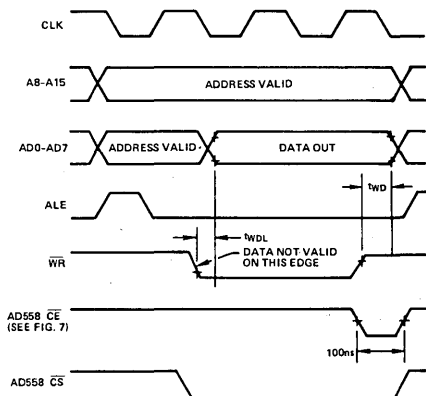 CLK
A8-A15
ADDRESS VALID
AD0-AD7
ADDRESS VALID
DATA OUT
tWD
ALE
tWDL
DATA NOT VALID
ON THIS EDGE
WR
AD558 CE
(SEE FIG. 7)
100ns
AD558 CS